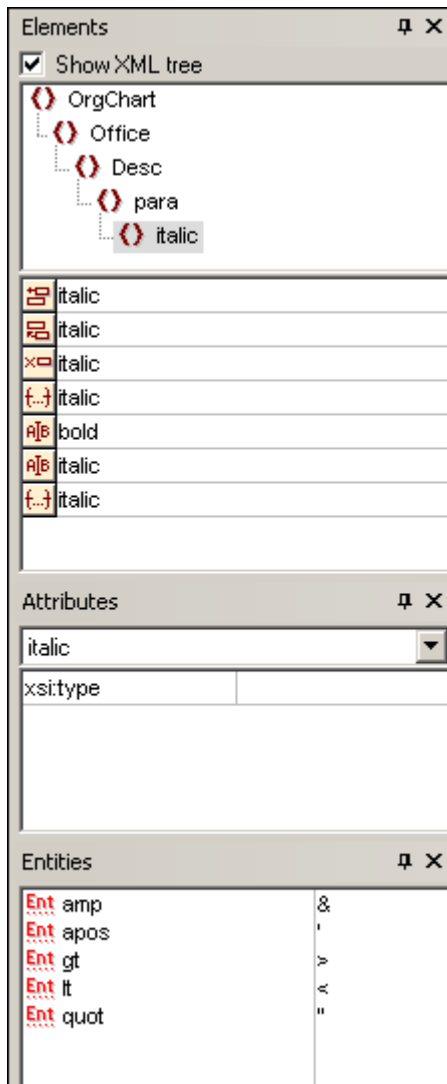 Elements
Show XML tree
OrgChart
Office
Desc
para
italic
italic
italic
italic
{...} italic
A|B bold
A|B italic
{...} italic
Attributes
italic
xsi:type
Entities
Ent amp &
Ent apos '
Ent gt >
Ent lt <
Ent quot "